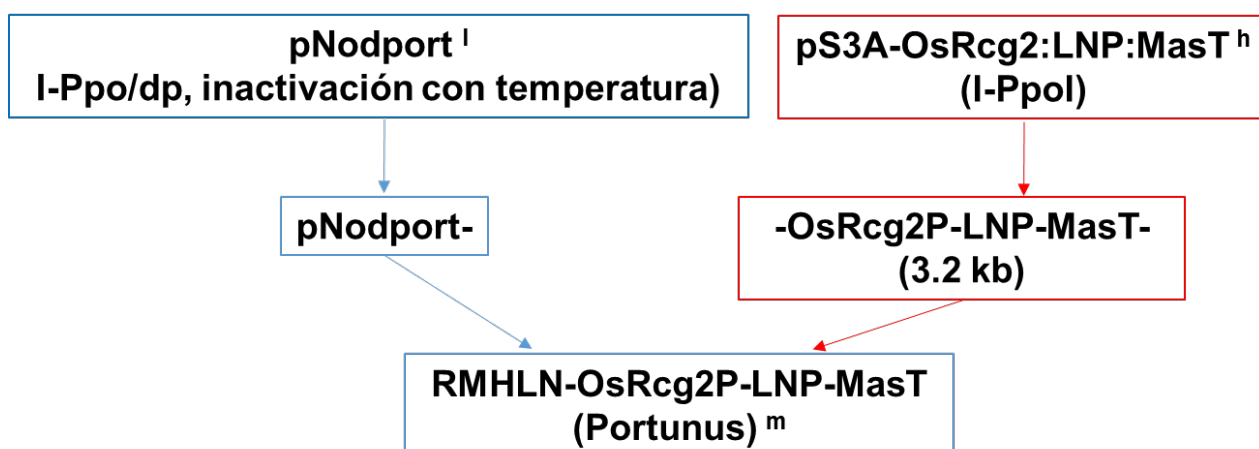 pNodport l
I-Ppo/dp, inactivación con temperatura)
pS3A-OsRcg2:LNP:MasT h
(I-PpoI)
pNodport-
-OsRcg2P-LNP-MasT-
(3.2 kb)
RMHLN-OsRcg2P-LNP-MasT
(Portunus) m